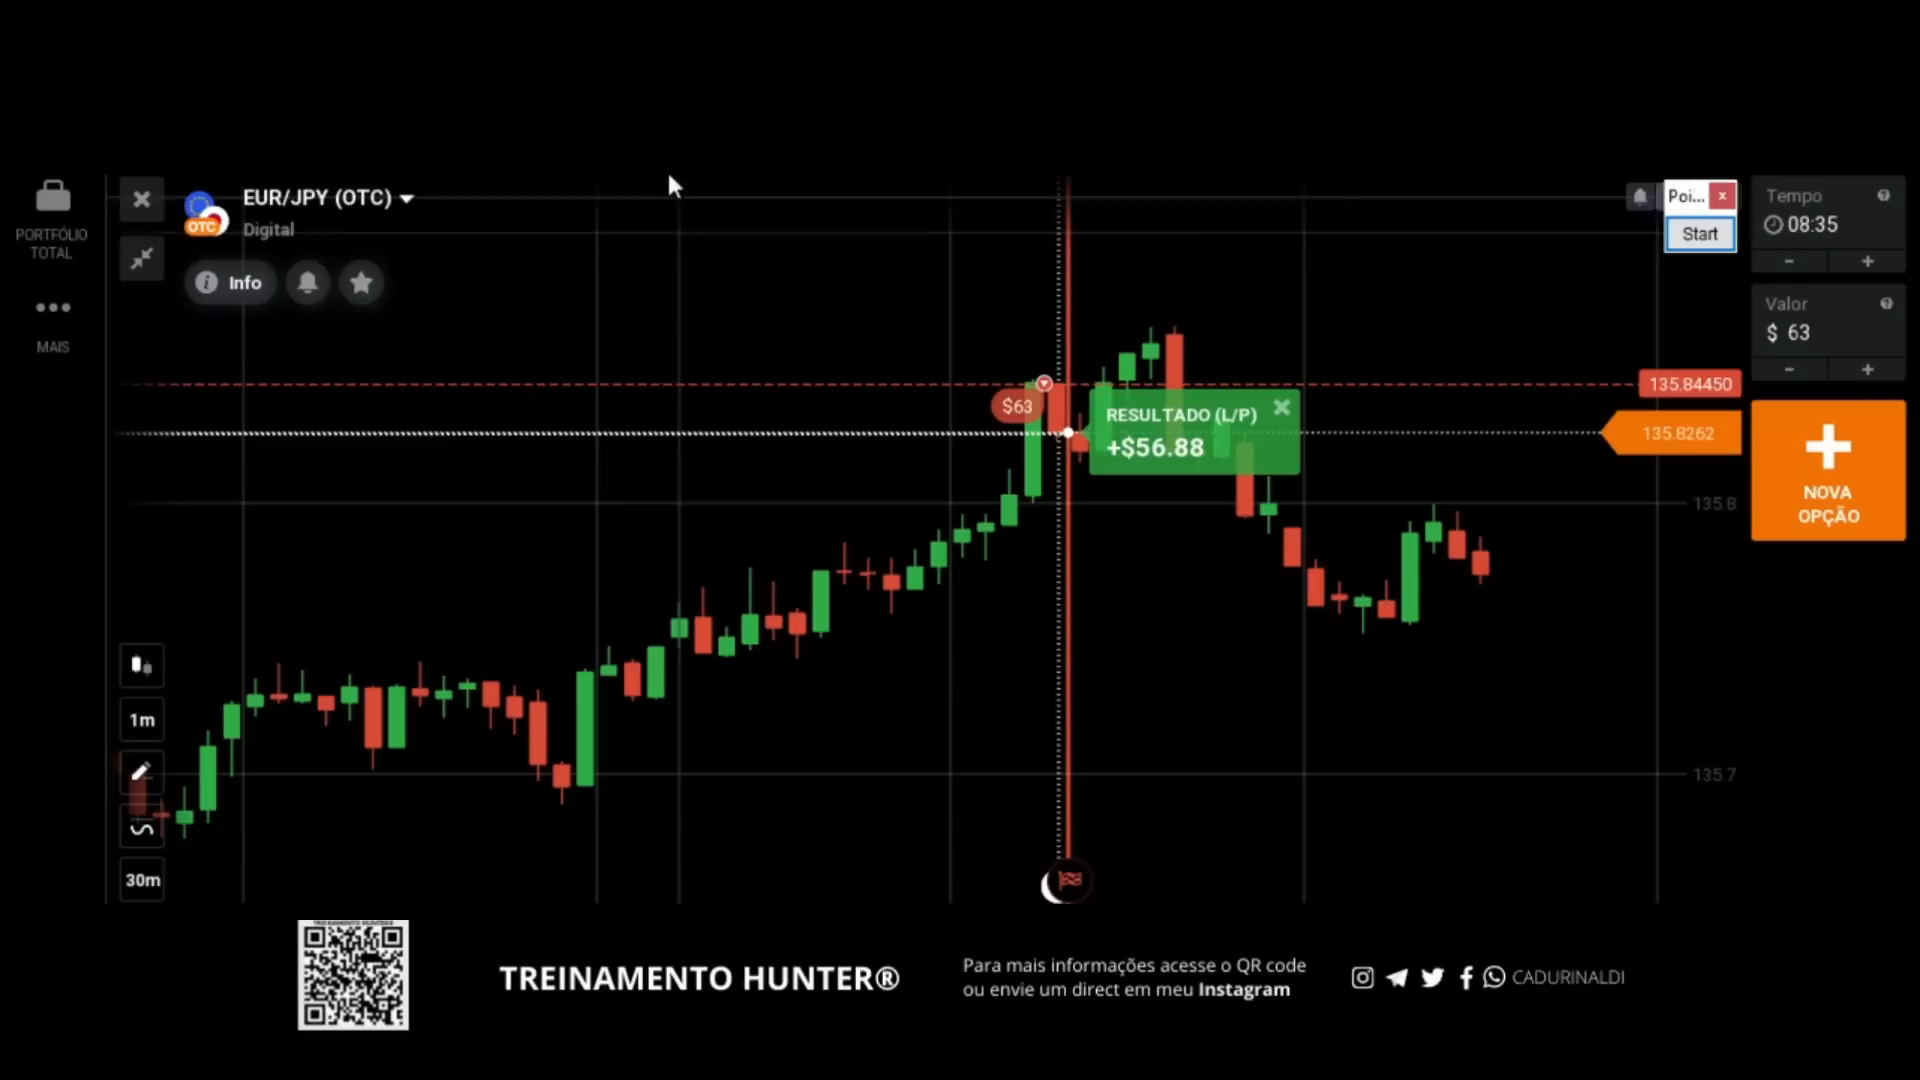 PORTFÓLIO
TOTAL
MAIS
OTC
EUR/JPY (OTC)
Digital
Info
Poi...
x
Start
Tempo
08:35
-
+
Valor
$ 63
-
+
NOVA
OPÇÃO
135.84450
135.8262
135.8
135.7
$63
RESULTADO (L/P)
+$56.88
1m
30m
TREINAMENTO HUNTER®
TREINAMENTO HUNTER®
Para mais informações acesse o QR code
ou envie um direct em meu Instagram
CADURINALDI